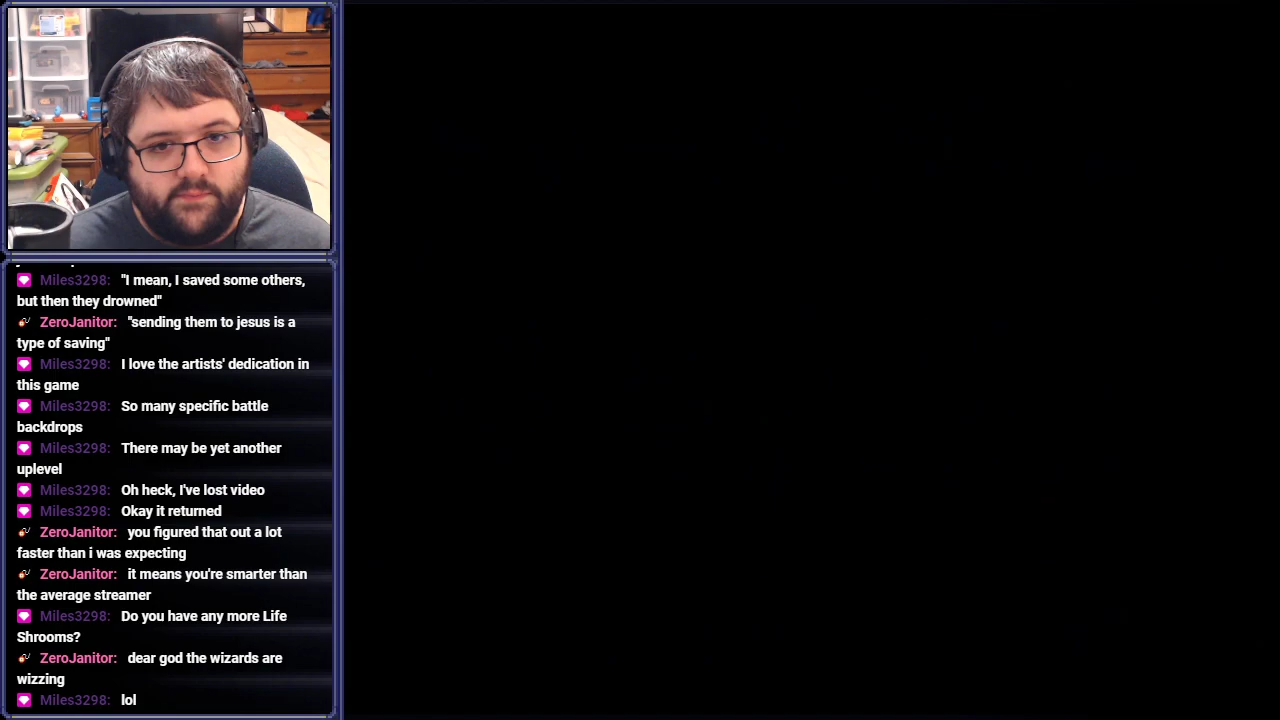 Miles3298: "I mean, I saved some others,
but then they drowned"
ZeroJanitor: "sending them to jesus is a
type of saving"
Miles3298: I love the artists' dedication in
this game
Miles3298: So many specific battle
backdrops
Miles3298: There may be yet another
uplevel
Miles3298: Oh heck, I've lost video
Miles3298: Okay it returned
ZeroJanitor: you figured that out a lot
faster than i was expecting
ZeroJanitor: it means you're smarter than
the average streamer
Miles3298: Do you have any more Life
Shrooms?
ZeroJanitor: dear god the wizards are
wizzing
Miles3298: lol